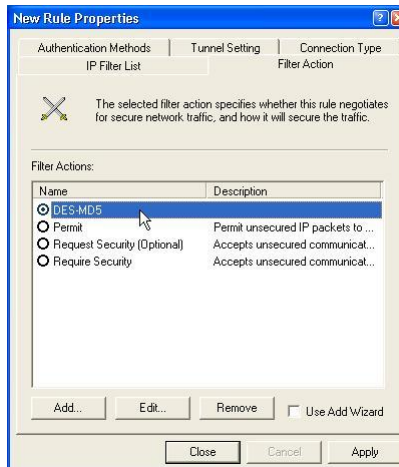 New Rule Properties
Authentication Methods Tunnel Setting Connection Type
IP Filter List Filter Action
The selected filter action specifies whether this rule negotiates
for secure network traffic, and how it will secure the traffic.
Filter Actions:
Name Description
DES-MD5
Permit Permit unsecured IP packets to ...
Request Security (Optional) Accepts unsecured communicat...
Require Security Accepts unsecured communicat...
Add... Edit... Remove Use Add Wizard
Close Cancel Apply